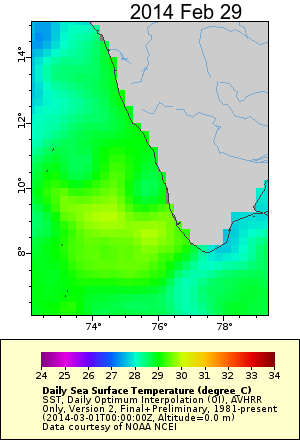 2014 Feb 29
14°
12°
10°
8°
74° 76° 78°
24 25 26 27 28 29 30 31 32 33 34
Daily Sea Surface Temperature (degree_C)
SST, Daily Optimum Interpolation (OI), AVHRR
Only, Version 2, Final+Preliminary, 1981-present
(2014-03-01T00:00:00Z, Altitude=0.0 m)
Data courtesy of NOAA NCEI